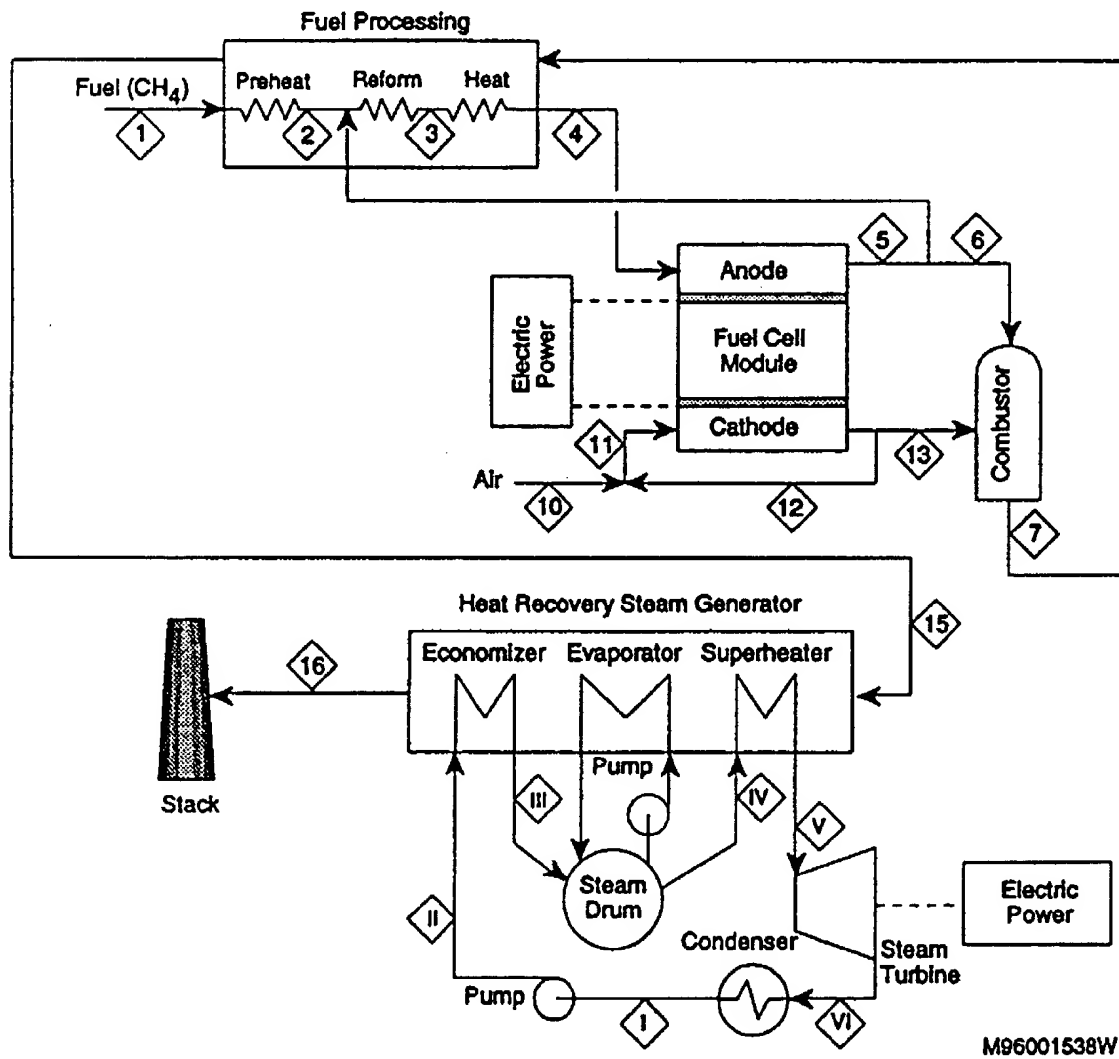 Fuel Processing
Preheat Reform Heat
Fuel (CH4)
1
2
3
4
5
6
Anode
Electric
Power
Fuel Cell
Module
Cathode
Combustor
11
13
Air
10
12
7
Heat Recovery Steam Generator
15
Economizer Evaporator Superheater
16
Pump
Stack
III
IV
V
Steam
Drum
Electric
Power
II
Condenser
Steam
Turbine
Pump
I
VI
M96001538W